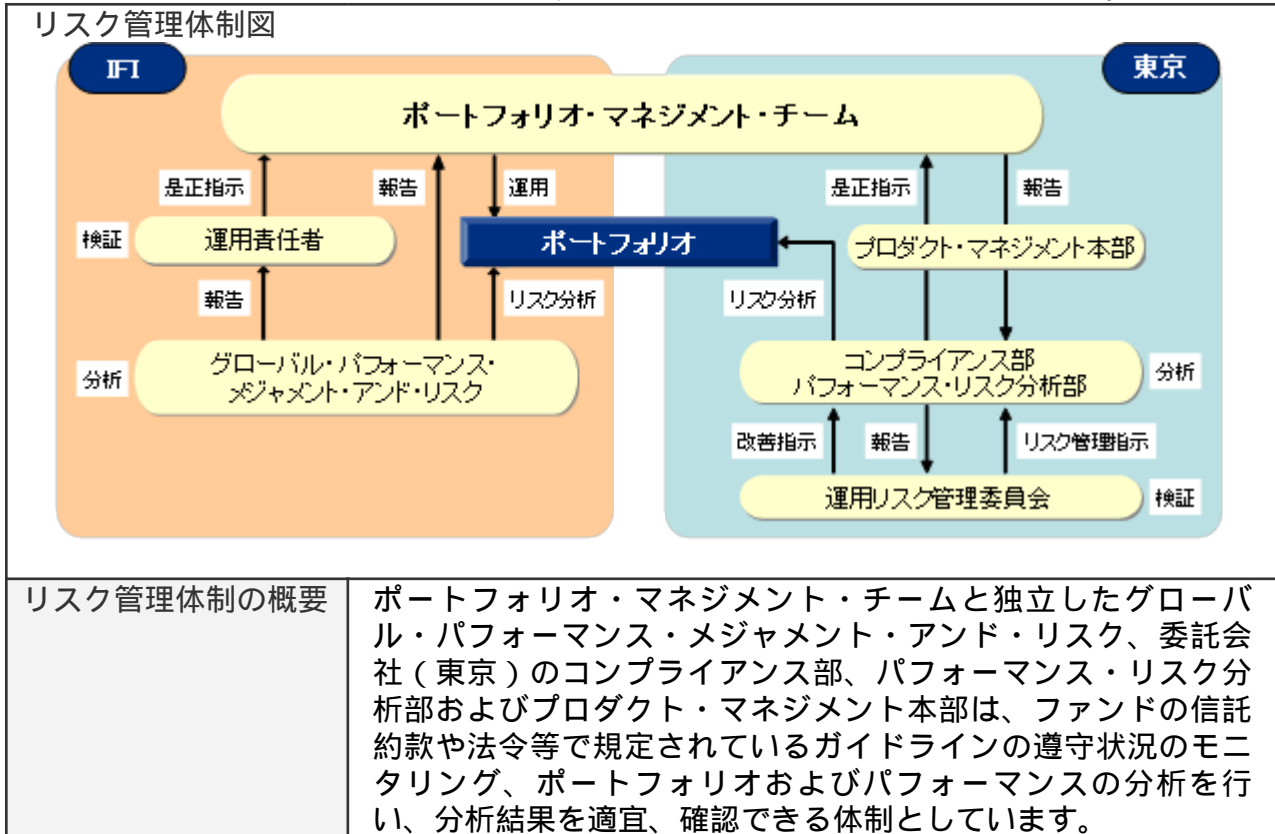 リスク管理体制図
IFI
東京
ポートフォリオ・マネジメント・チーム
是正指示
報告
運用
是正指示
報告
検証
運用責任者
ポートフォリオ
プロダクト・マネジメント本部
報告
リスク分析
リスク分析
分析
グローバル・パフォーマンス・
メジャメント・アンド・リスク
コンプライアンス部
パフォーマンス・リスク分析部
分析
改善指示
報告
リスク管理指示
運用リスク管理委員会
検証
リスク管理体制の概要
ポートフォリオ・マネジメント・チームと独立したグローバ
ル・パフォーマンス・メジャメント・アンド・リスク、委託会
社(東京)のコンプライアンス部、パフォーマンス・リスク分
析部およびプロダクト・マネジメント本部は、ファンドの信託
約款や法令等で規定されているガイドラインの遵守状況のモニ
タリング、ポートフォリオおよびパフォーマンスの分析を行
い、分析結果を適宜、確認できる体制としています。